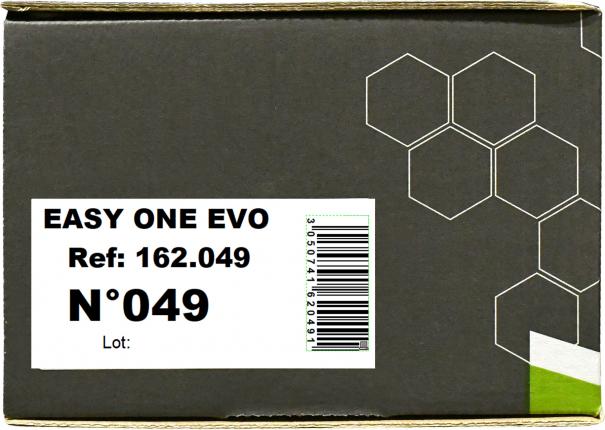 EASY ONE EVO
Ref: 162.049
N°049
Lot:
3 050741 620491